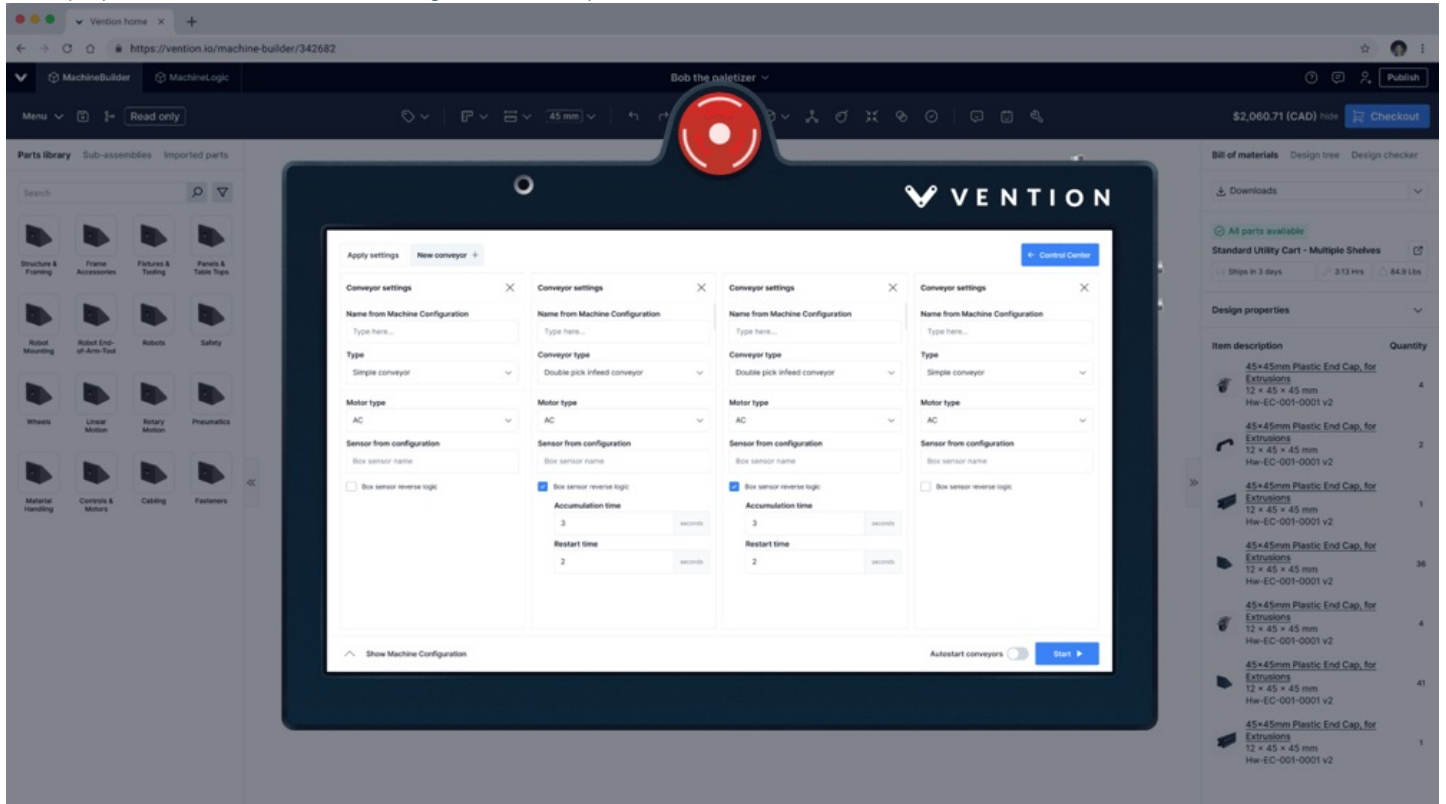 Vention home
https://vention.io/machine-builder/342682
MachineBuilder
MachineLogic
Bob the paletizer
Publish
Menu
Read only
45 mm
$2,060.71 (CAD) hide
Checkout
Parts library
Sub-assemblies
Imported parts
Search
Structure &
Framing
Frame
Accessories
Fixtures &
Tooling
Panels &
Table Tops
Robot
Mounting
Robot End-
of-Arm-Tool
Robots
Safety
Wheels
Linear
Motion
Rotary
Motion
Pneumatics
Material
Handling
Controls &
Motors
Cabling
Fasteners
VENTION
Apply settings
New conveyor +
Control Center
Conveyor settings
Name from Machine Configuration
Type here...
Type
Simple conveyor
Motor type
AC
Sensor from configuration
Box sensor name
Box sensor reverse logic
Conveyor settings
Name from Machine Configuration
Type here...
Conveyor type
Double pick infeed conveyor
Motor type
AC
Sensor from configuration
Box sensor name
Box sensor reverse logic
Accumulation time
3 seconds
Restart time
2 seconds
Conveyor settings
Name from Machine Configuration
Type here...
Conveyor type
Double pick infeed conveyor
Motor type
AC
Sensor from configuration
Box sensor name
Box sensor reverse logic
Accumulation time
3 seconds
Restart time
2 seconds
Conveyor settings
Name from Machine Configuration
Type here...
Type
Simple conveyor
Motor type
AC
Sensor from configuration
Box sensor name
Box sensor reverse logic
Show Machine Configuration
Autostart conveyors
Start
Bill of materials
Design tree
Design checker
Downloads
All parts available
Standard Utility Cart - Multiple Shelves
Ships in 3 days
3:13 Hrs
84.9 Lbs
Design properties
Item description
Quantity
45×45mm Plastic End Cap, for
Extrusions
12 × 45 × 45 mm
Hw-EC-001-0001 v2
4
45×45mm Plastic End Cap, for
Extrusions
12 × 45 × 45 mm
Hw-EC-001-0001 v2
2
45×45mm Plastic End Cap, for
Extrusions
12 × 45 × 45 mm
Hw-EC-001-0001 v2
1
45×45mm Plastic End Cap, for
Extrusions
12 × 45 × 45 mm
Hw-EC-001-0001 v2
36
45×45mm Plastic End Cap, for
Extrusions
12 × 45 × 45 mm
Hw-EC-001-0001 v2
4
45×45mm Plastic End Cap, for
Extrusions
12 × 45 × 45 mm
Hw-EC-001-0001 v2
41
45×45mm Plastic End Cap, for
Extrusions
12 × 45 × 45 mm
Hw-EC-001-0001 v2
1